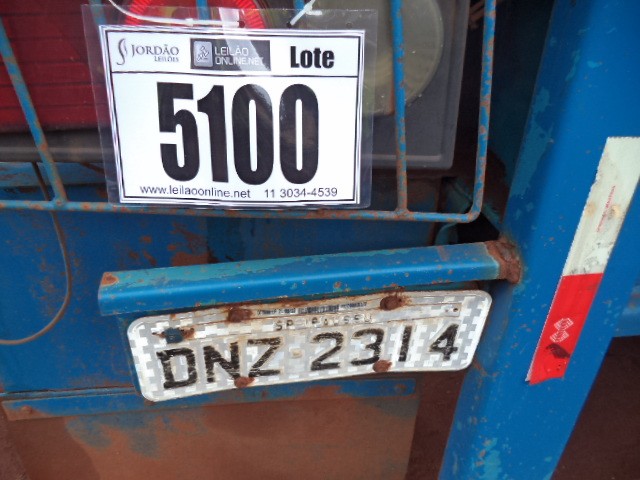 JORDÃO
LEILÕES
LEILÃO
ONLINE.NET
Lote
5100
www.leilaoonline.net 11 3034-4539
SP
DNZ 2314